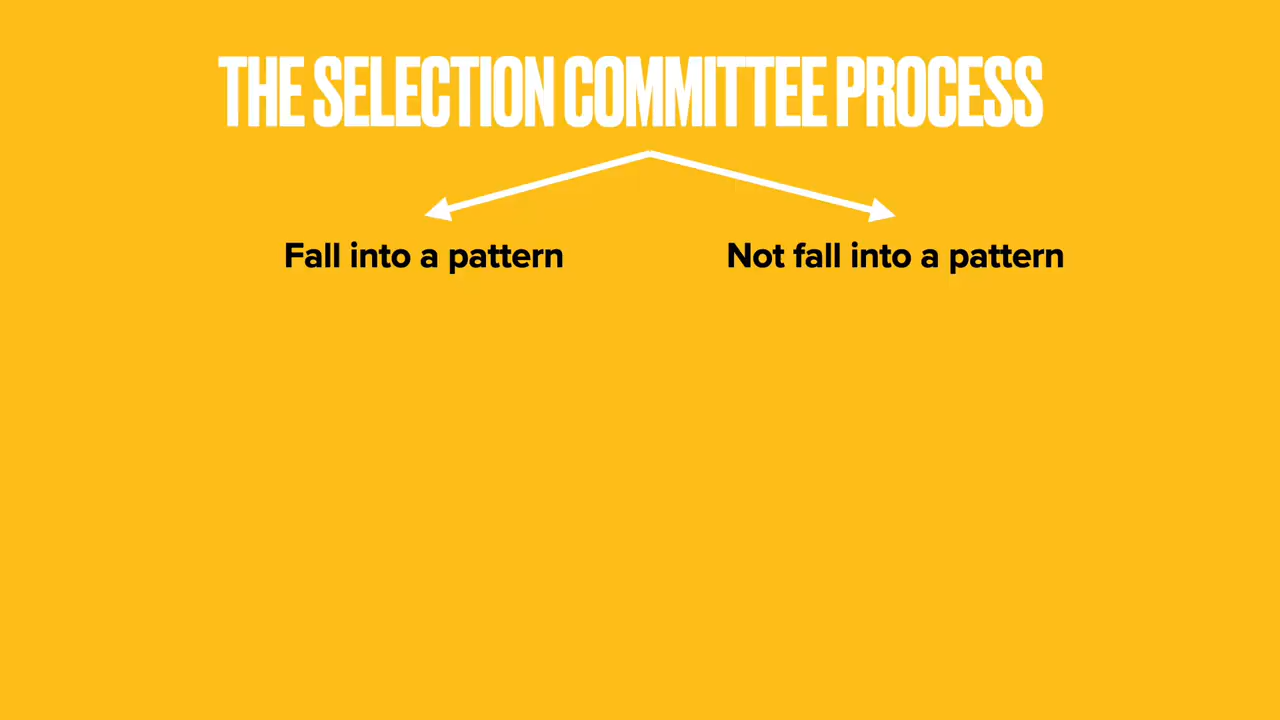 THE SELECTION COMMITTEE PROCESS
Fall into a pattern
Not fall into a pattern